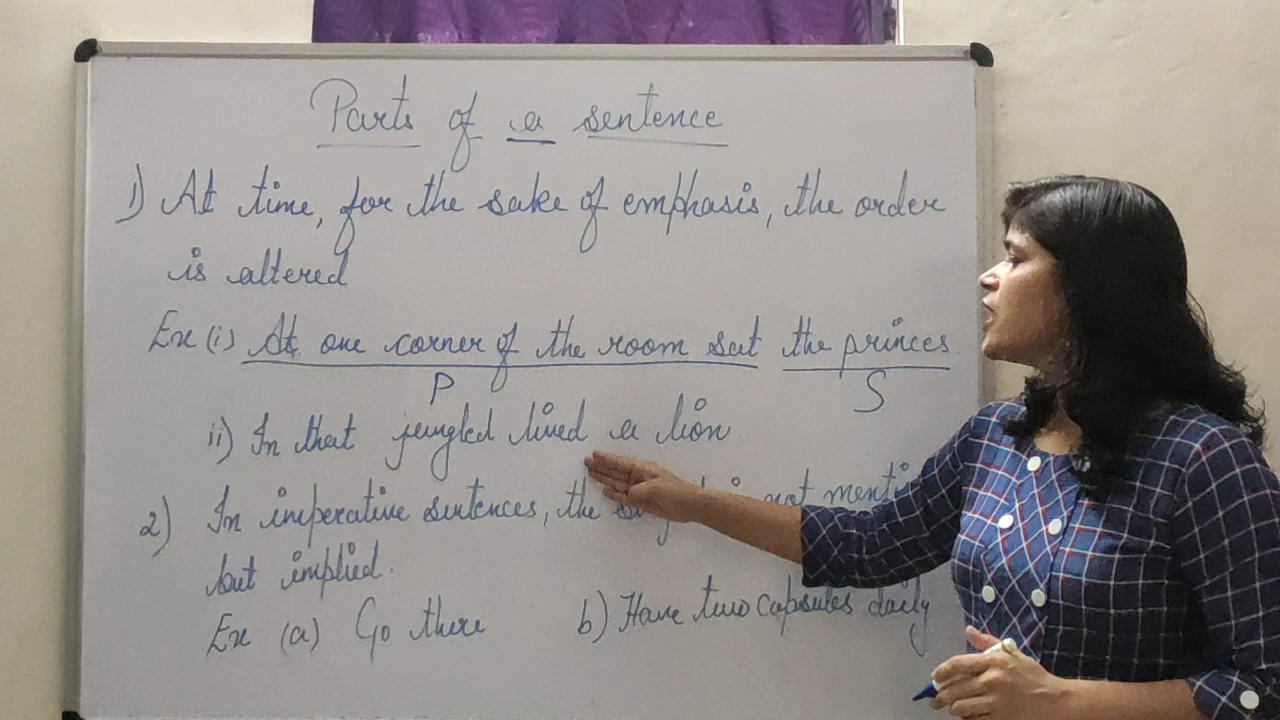 Parts of a sentence
1) At time, for the sake of emphasis, the order
is altered
Ex (i) At one corner of the room sat the princes
P S
ii) In that jungled lived a lion
2) In imperative sentences, the not
but implied.
Ex (a) Go there b) Have two capsules daily